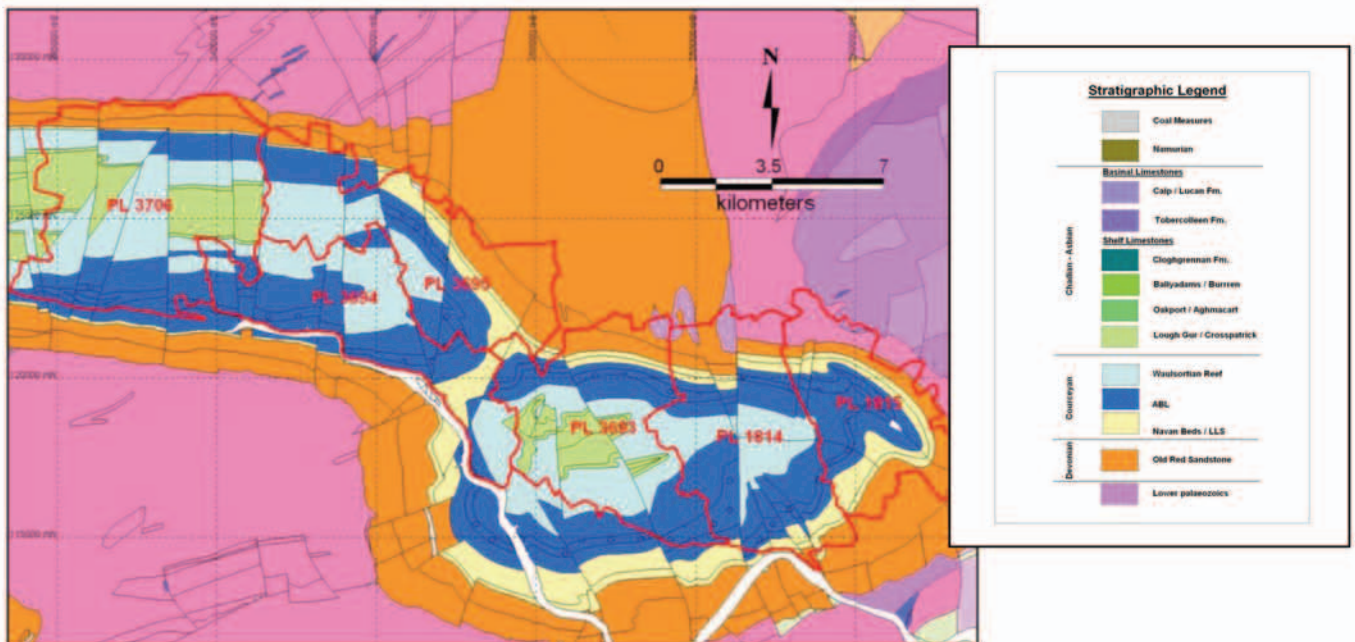 N
0 3.5 7
kilometers
PL 3706
PL 3694
PL 3695
PL 3693
PL 1814
PL 1815
Stratigraphic Legend
Coal Measures
Namurian
Basinal Limestones
Calp / Lucan Fm.
Tobercolleen Fm.
Shelf Limestones
Cloghgrennan Fm.
Ballyadams / Burren
Oakport / Aghmacart
Lough Gur / Crosspatrick
Chadian - Asbian
Waulsortian Reef
ABL
Navan Beds / LLS
Courceyan
Old Red Sandstone
Devonian
Lower palaeozoics